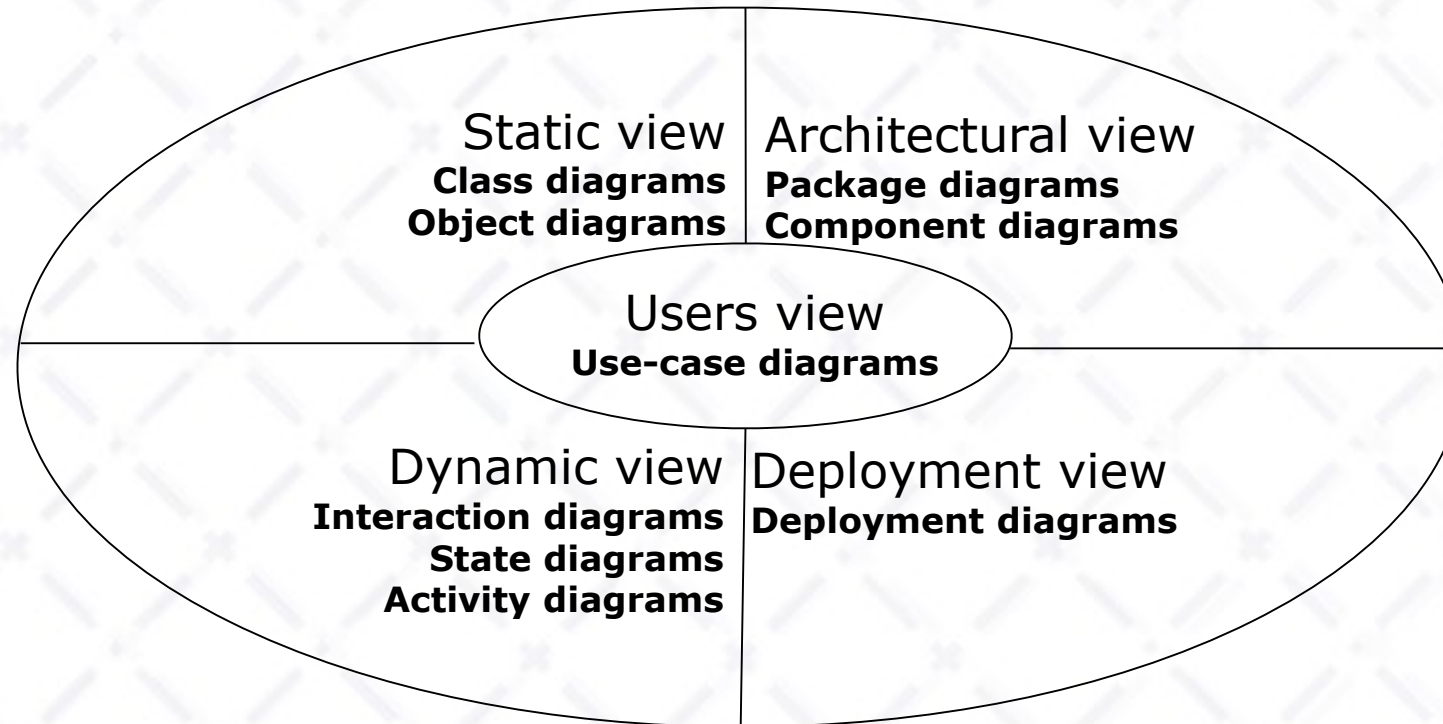 Static view
Class diagrams
Object diagrams
Architectural view
Package diagrams
Component diagrams
Users view
Use-case diagrams
Dynamic view
Interaction diagrams
State diagrams
Activity diagrams
Deployment view
Deployment diagrams